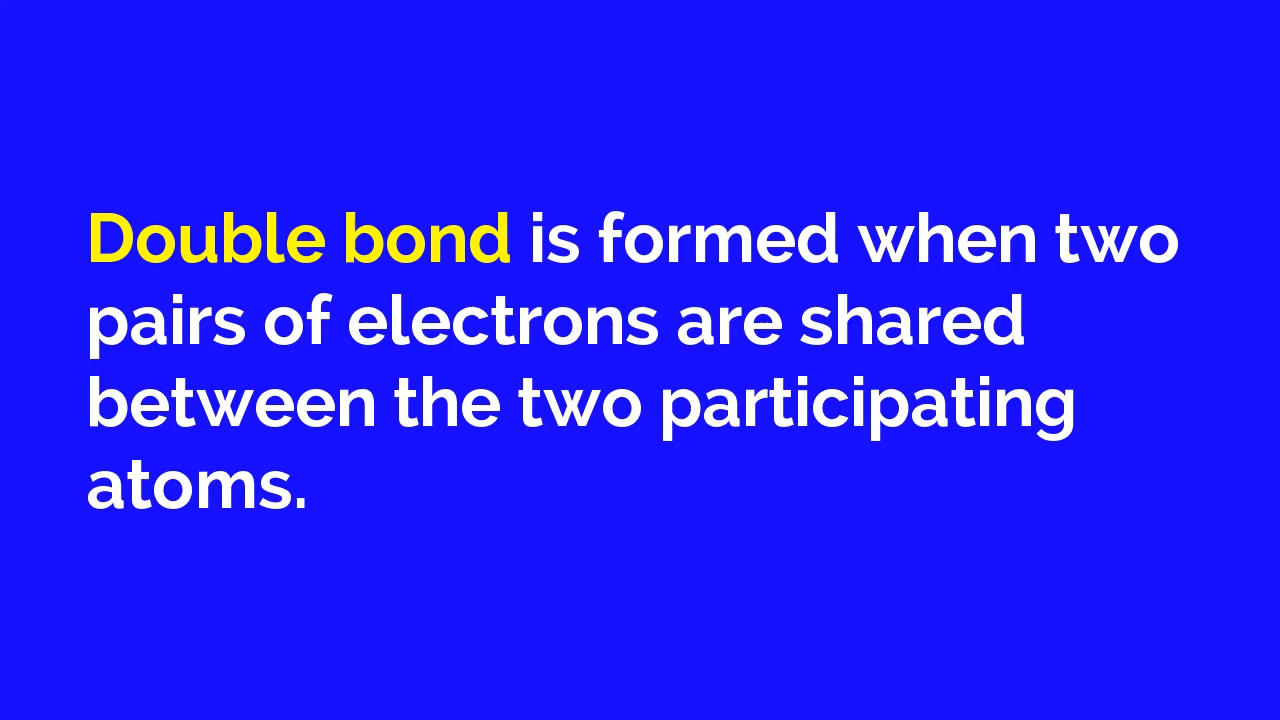 Double bond is formed when two
pairs of electrons are shared
between the two participating
atoms.